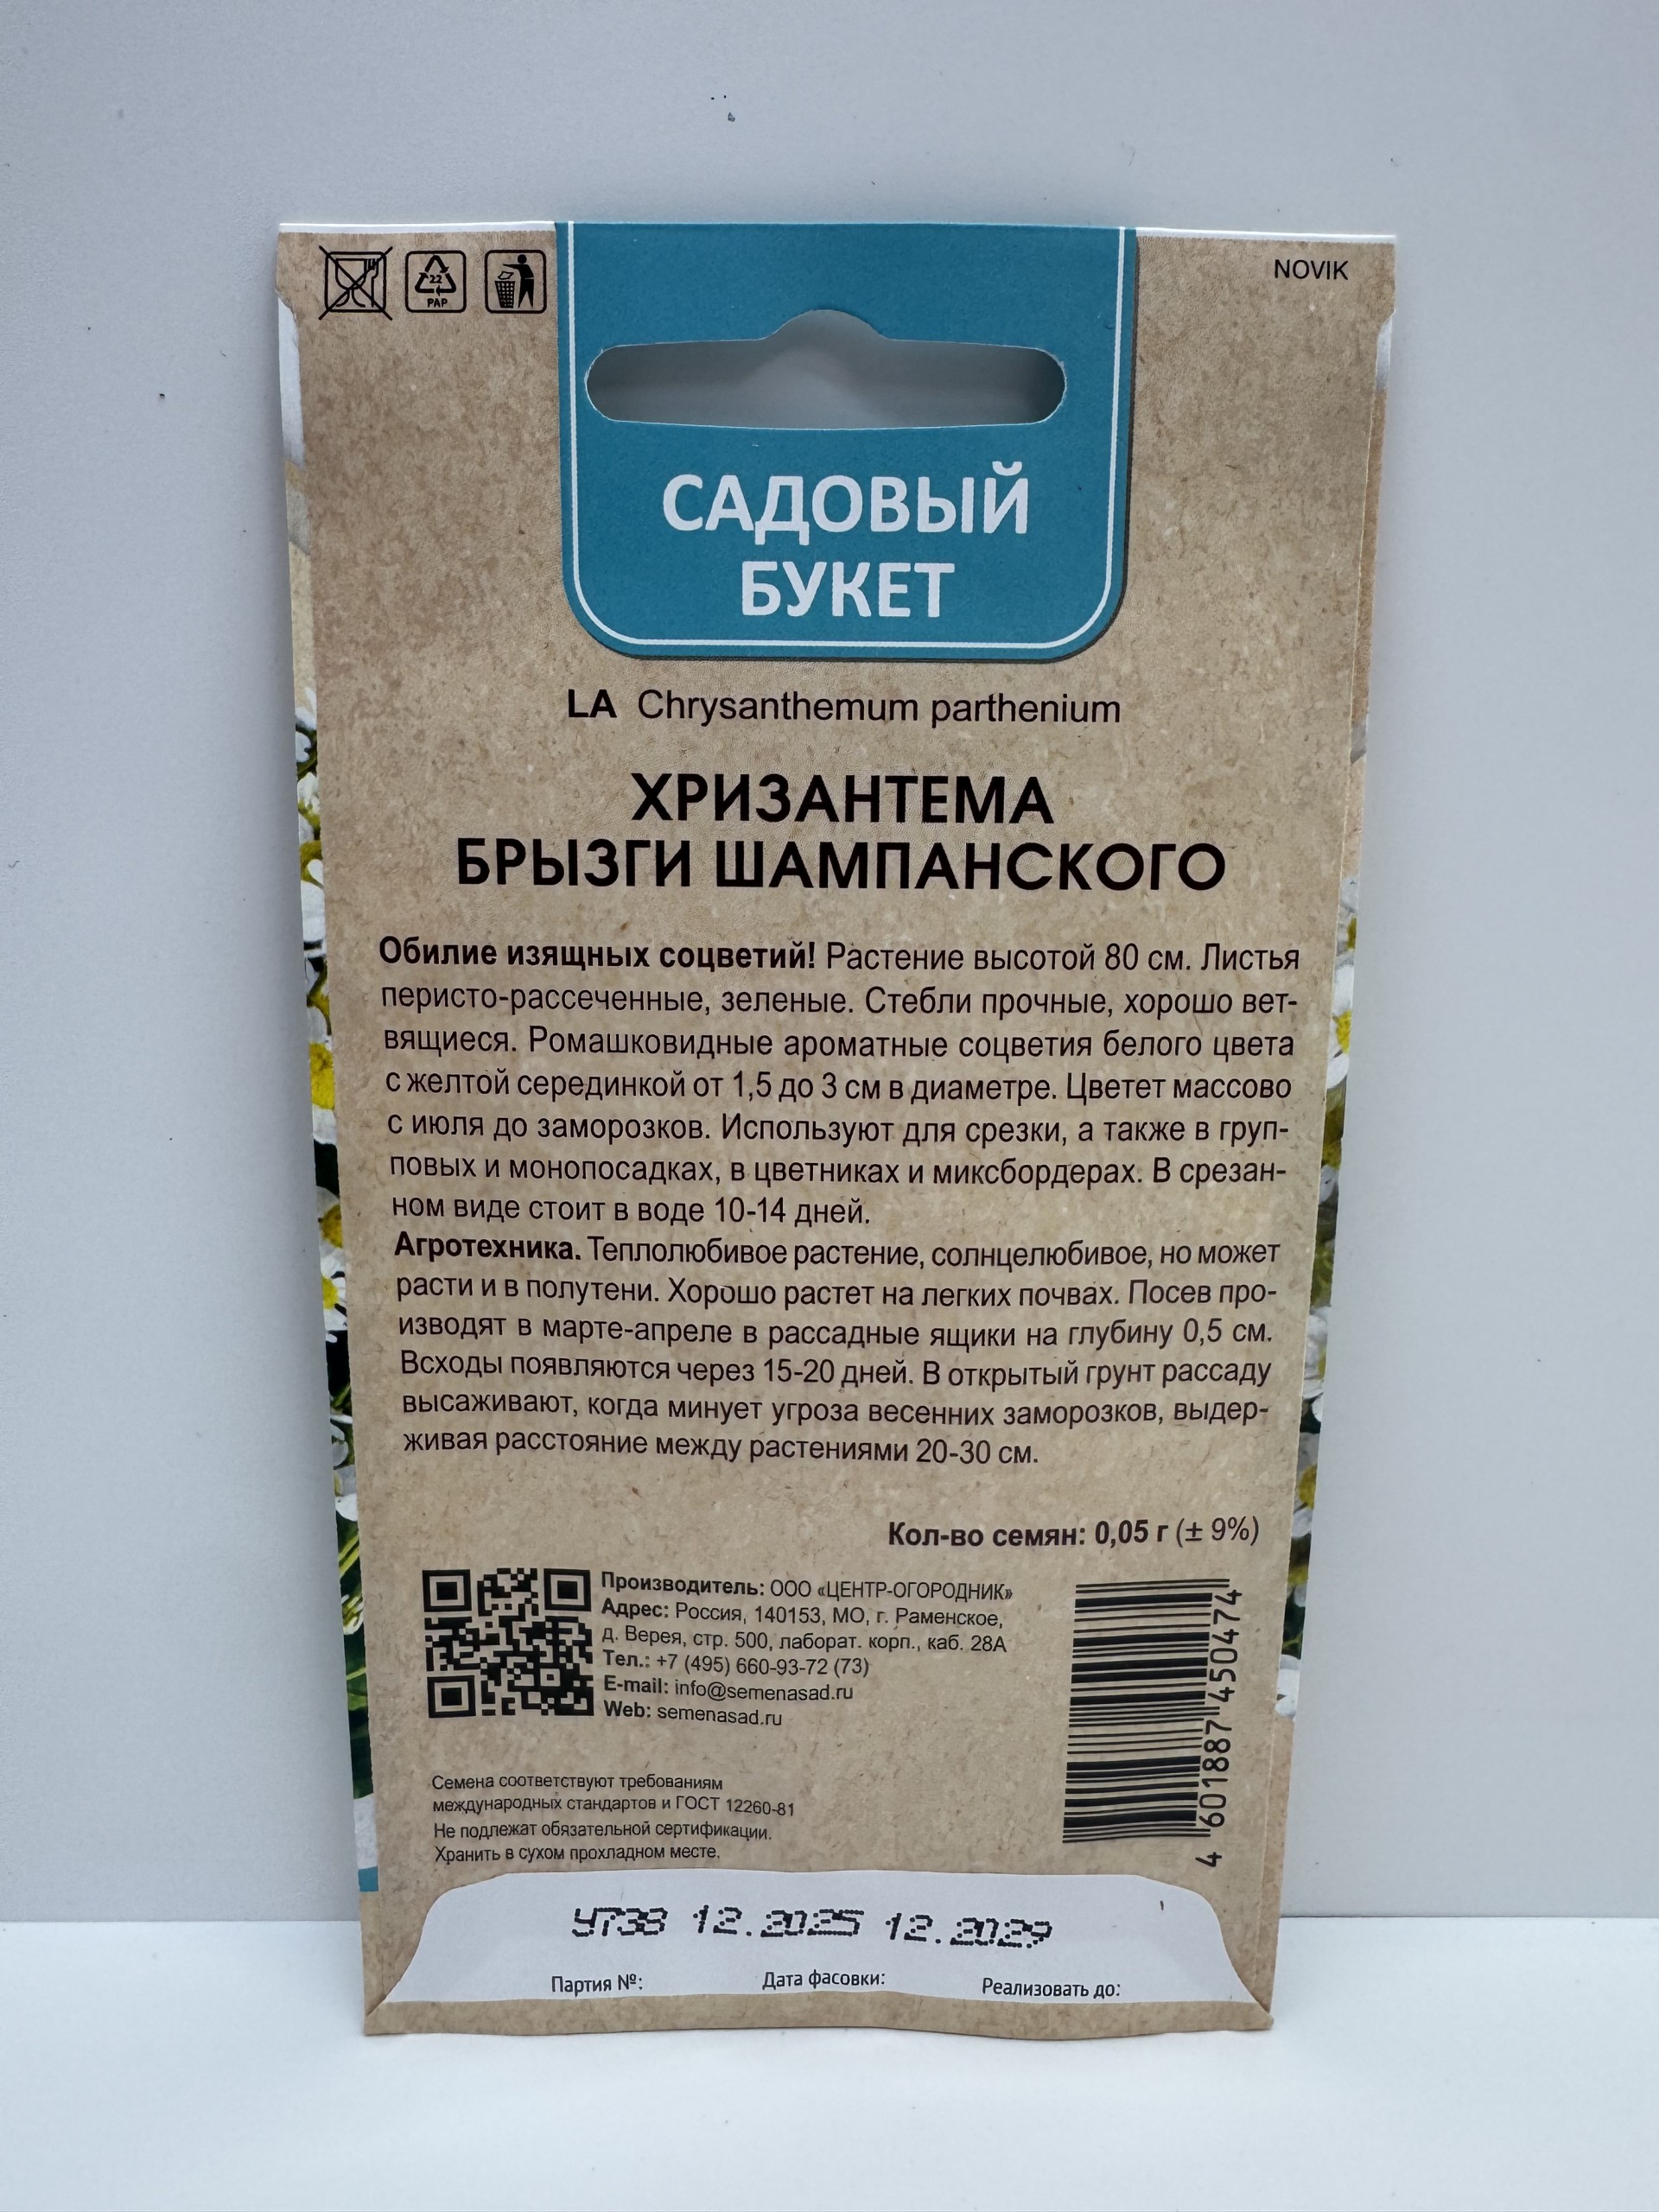 22
PAP
NOVIK
САДОВЫЙ
БУКЕТ
LA Chrysanthemum parthenium
ХРИЗАНТЕМА
БРЫЗГИ ШАМПАНСКОГО
Обилие изящных соцветий! Растение высотой 80 см. Листья
перисто-рассеченные, зеленые. Стебли прочные, хорошо вет-
вящиеся. Ромашковидные ароматные соцветия белого цвета
с желтой серединкой от 1,5 до 3 см в диаметре. Цветет массово
с июля до заморозков. Используют для срезки, а также в груп-
повых и монопосадках, в цветниках и миксбордерах. В срезан-
ном виде стоит в воде 10-14 дней.
Агротехника. Теплолюбивое растение, солнцелюбивое, но может
расти и в полутени. Хорошо растет на легких почвах. Посев про-
изводят в марте-апреле в рассадные ящики на глубину 0,5 см.
Всходы появляются через 15-20 дней. В открытый грунт рассаду
высаживают, когда минует угроза весенних заморозков, выдер-
живая расстояние между растениями 20-30 см.
Кол-во семян: 0,05 г (± 9%)
Производитель: ООО «ЦЕНТР-ОГОРОДНИК»
Адрес: Россия, 140153, МО, г. Раменское,
д. Верея, стр. 500, лаборат. корп., каб. 28А
Тел.: +7 (495) 660-93-72 (73)
E-mail: info@semenasad.ru
Web: semenasad.ru
4 601887 450474
Семена соответствуют требованиям
международных стандартов и ГОСТ 12260-81
Не подлежат обязательной сертификации.
Хранить в сухом прохладном месте.
У738 12.2025 12.2029
Партия №: Дата фасовки: Реализовать до: